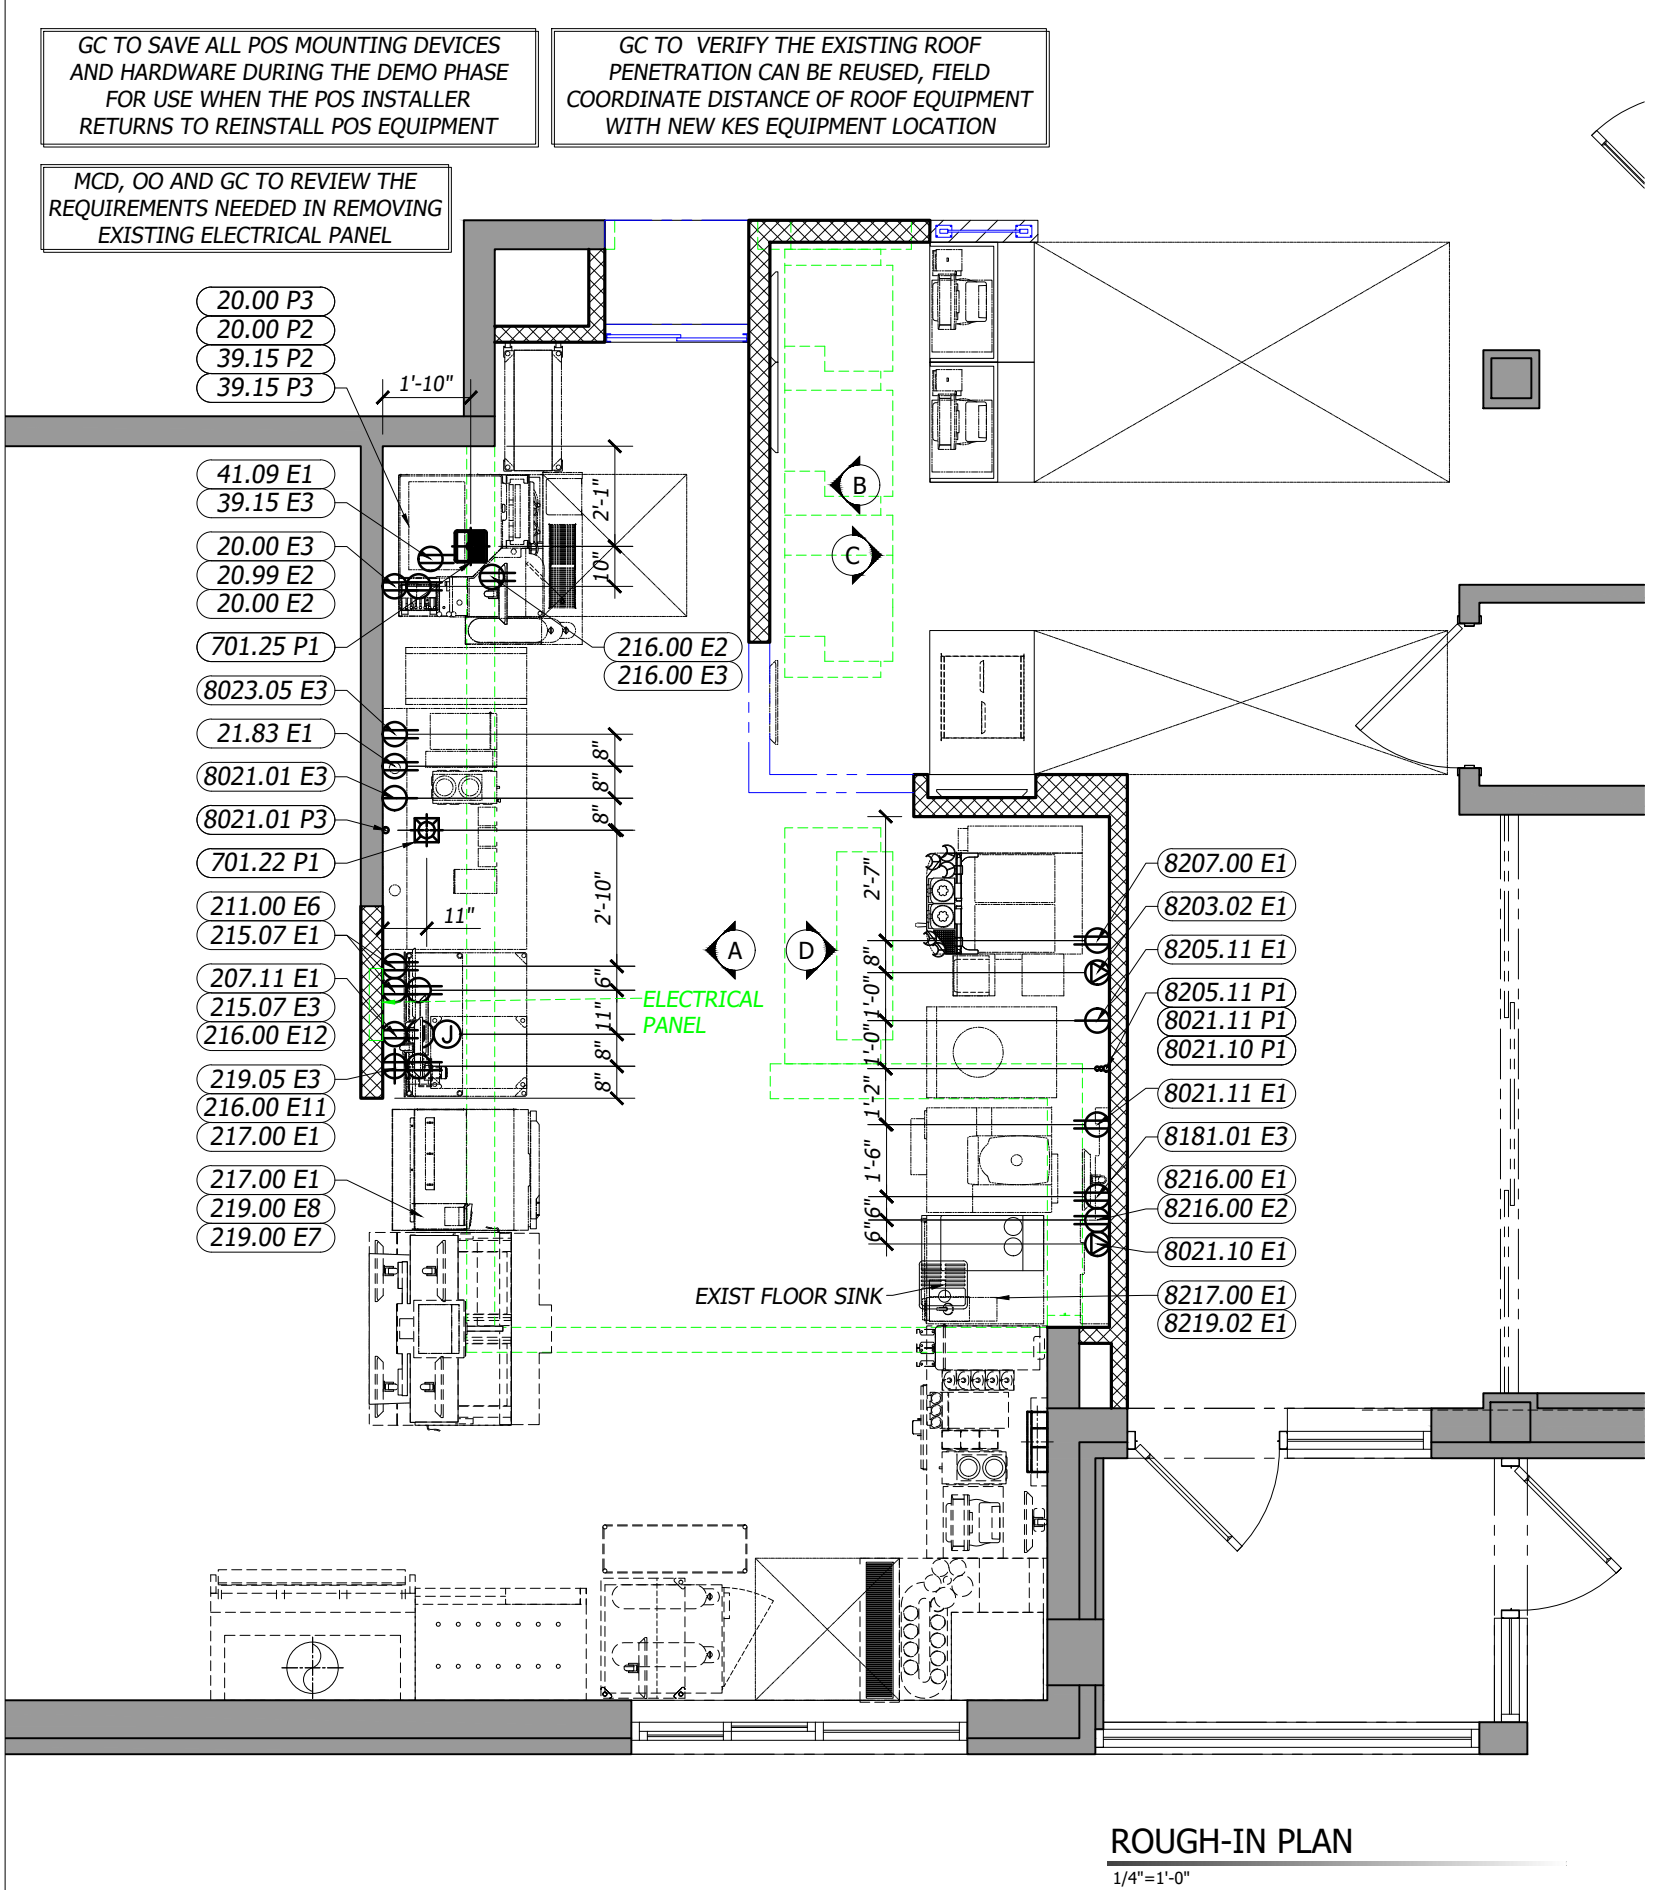 GC TO SAVE ALL POS MOUNTING DEVICES
AND HARDWARE DURING THE DEMO PHASE
FOR USE WHEN THE POS INSTALLER
RETURNS TO REINSTALL POS EQUIPMENT
GC TO VERIFY THE EXISTING ROOF
PENETRATION CAN BE REUSED, FIELD
COORDINATE DISTANCE OF ROOF EQUIPMENT
WITH NEW KES EQUIPMENT LOCATION
MCD, OO AND GC TO REVIEW THE
REQUIREMENTS NEEDED IN REMOVING
EXISTING ELECTRICAL PANEL
20.00 P3
20.00 P2
39.15 P2
39.15 P3
1'-10"
41.09 E1
39.15 E3
20.00 E3
20.99 E2
20.00 E2
701.25 P1
8023.05 E3
21.83 E1
8021.01 E3
8021.01 P3
701.22 P1
211.00 E6
215.07 E1
207.11 E1
215.07 E3
216.00 E12
219.05 E3
216.00 E11
217.00 E1
217.00 E1
219.00 E8
219.00 E7
2'-1"
10"
216.00 E2
216.00 E3
8"
8"
8"
2'-10"
11"
6"
11"
8"
8"
J
ELECTRICAL
PANEL
A
B
C
D
2'-7"
8"
1'-0"
1'-0"
1'-2"
1'-6"
6"
6"
EXIST FLOOR SINK
8207.00 E1
8203.02 E1
8205.11 E1
8205.11 P1
8021.11 P1
8021.10 P1
8021.11 E1
8181.01 E3
8216.00 E1
8216.00 E2
8021.10 E1
8217.00 E1
8219.02 E1
ROUGH-IN PLAN
1/4"=1'-0"